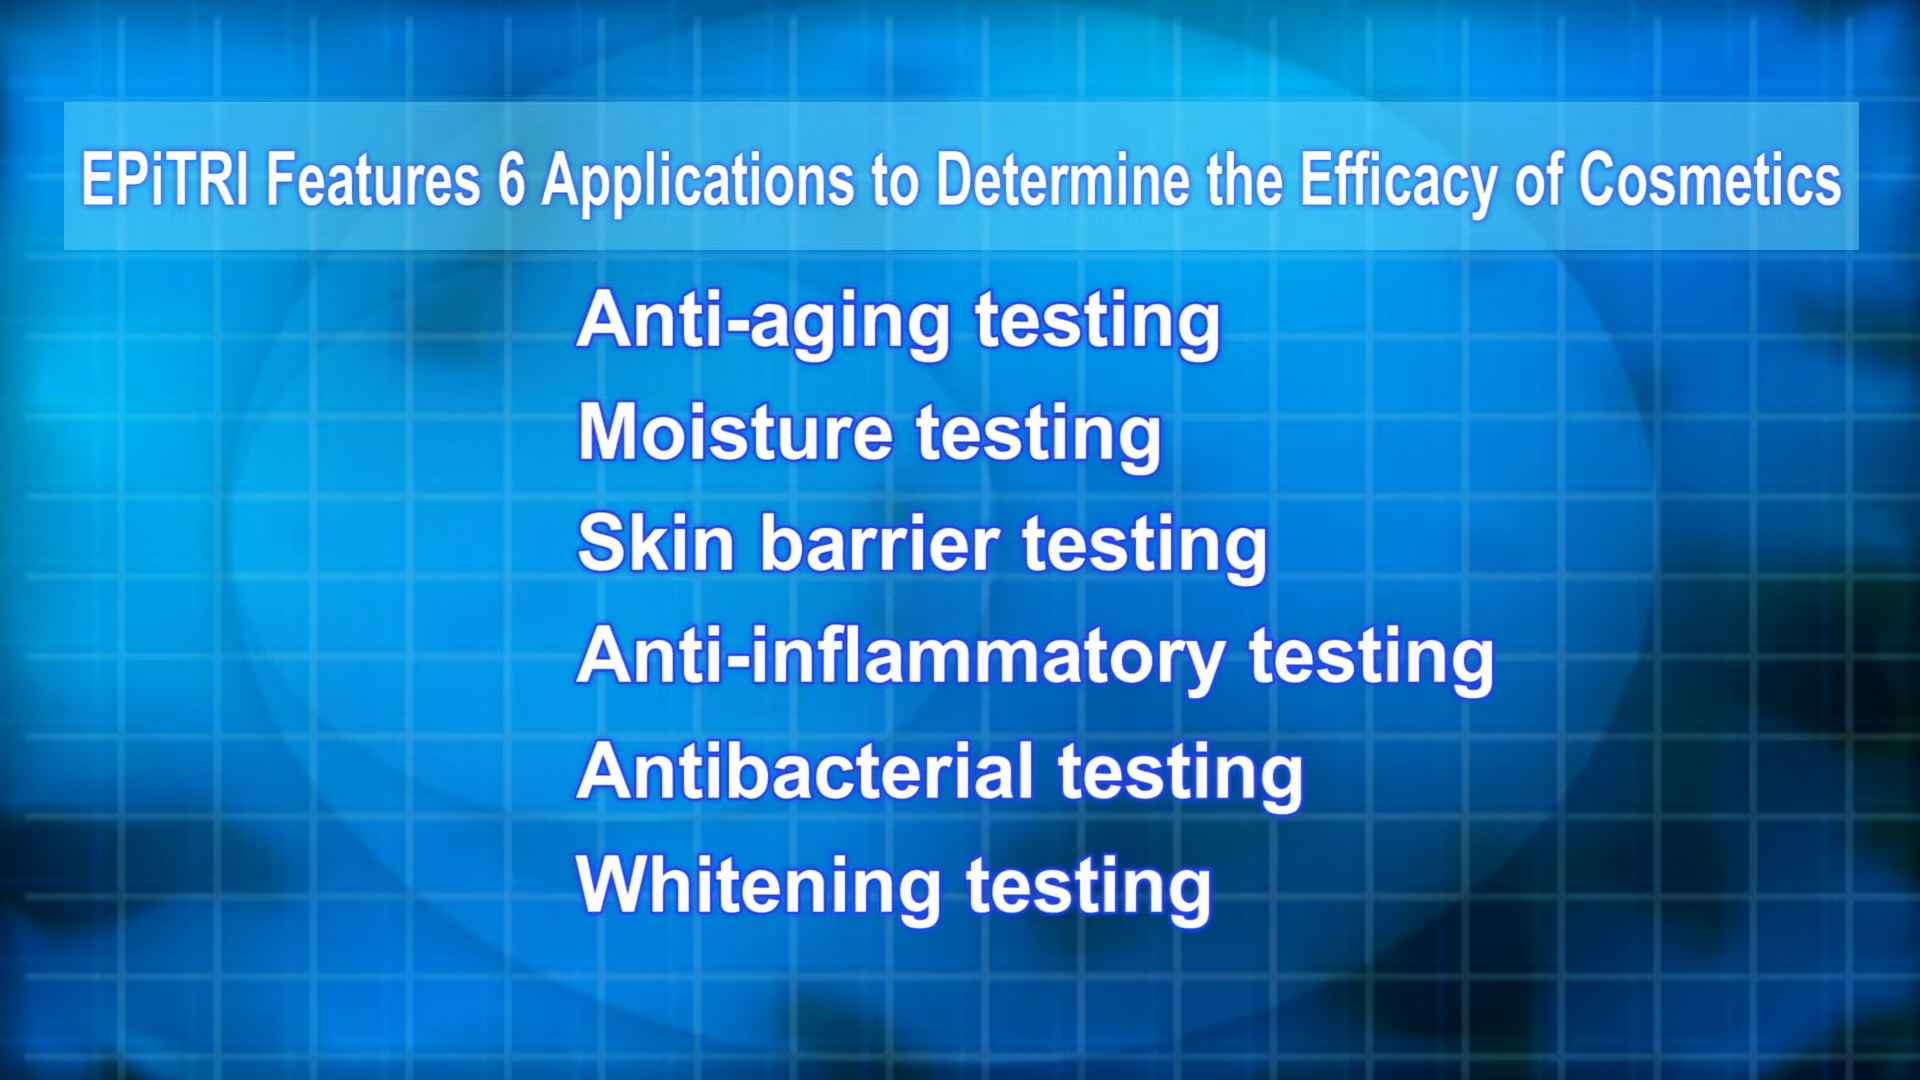 EPiTRI Features 6 Applications to Determine the Efficacy of Cosmetics
Anti-aging testing
Moisture testing
Skin barrier testing
Anti-inflammatory testing
Antibacterial testing
Whitening testing